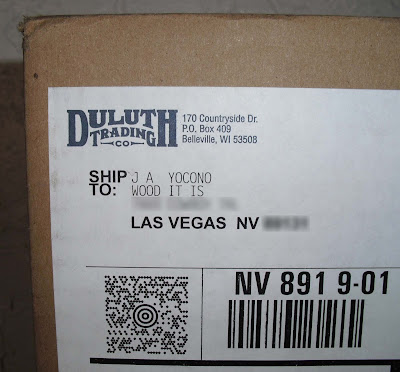 DULUTH
TRADING
CO
170 Countryside Dr.
P.O. Box 409
Belleville, WI 53508
SHIP J A YOCONO
TO: WOOD IT IS
LAS VEGAS NV
NV 891 9-01